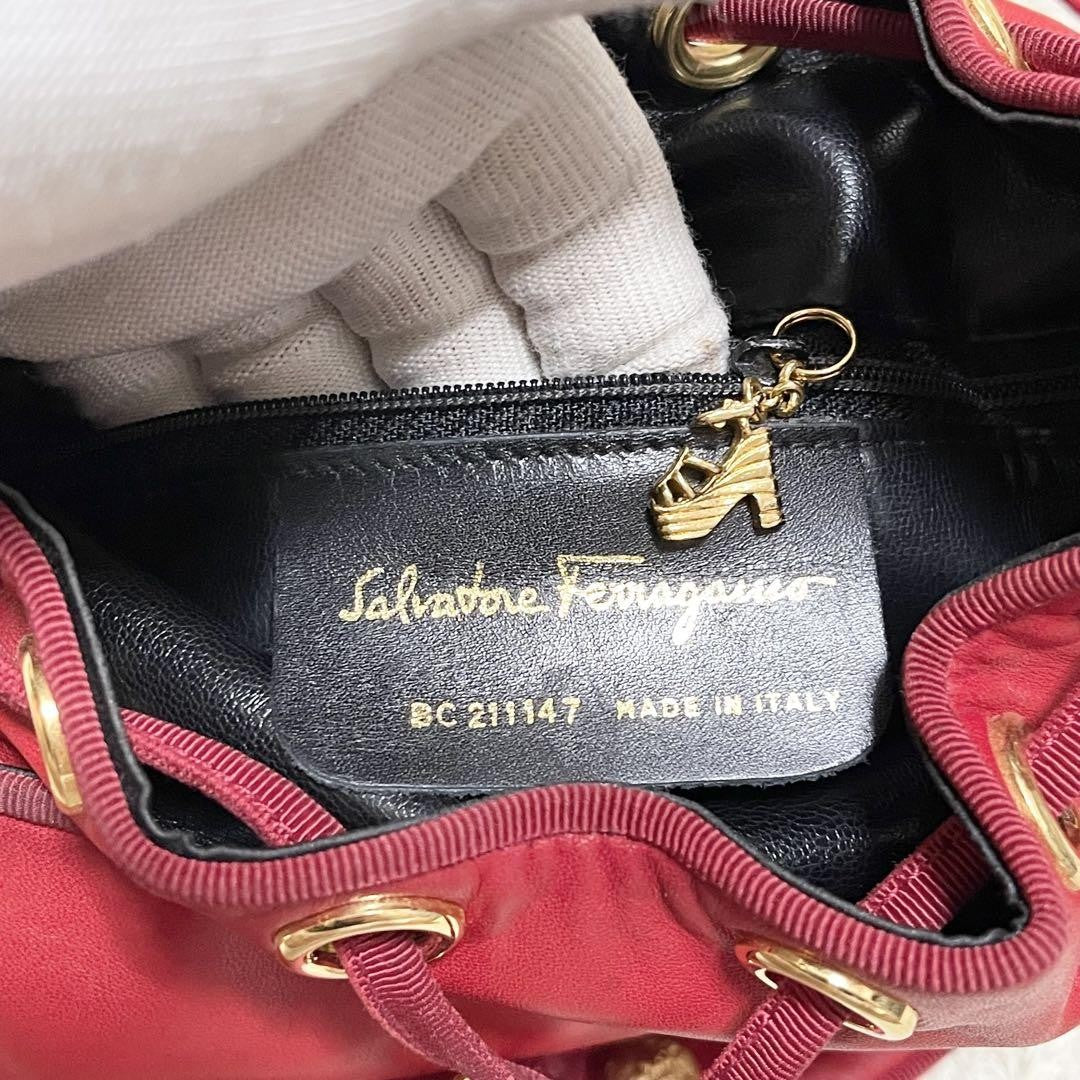 Salvatore Ferragamo
BC 211147 MADE IN ITALY